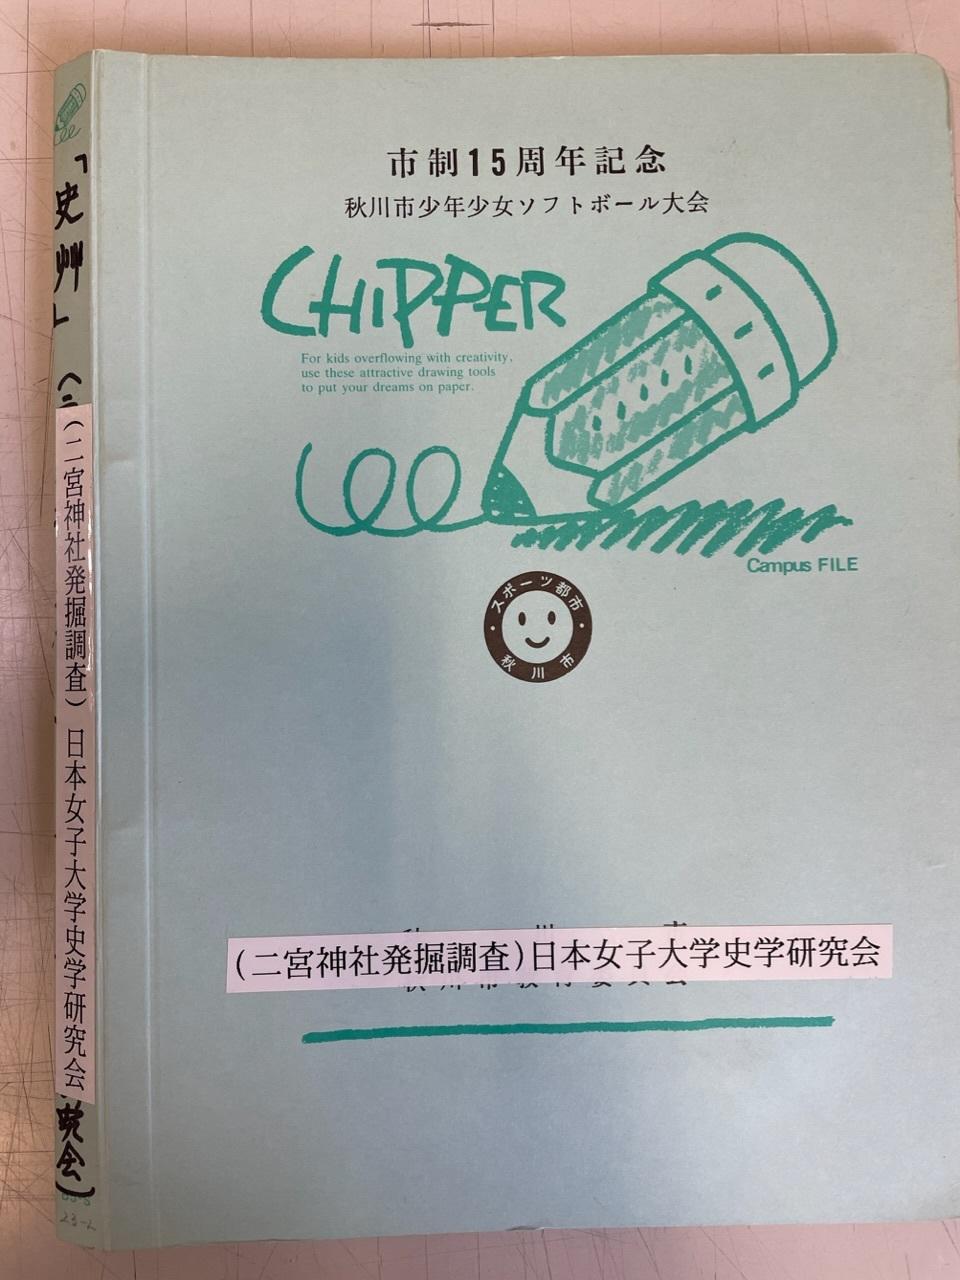 市制15周年記念
秋川市少年少女ソフトボール大会
CHiPPER
For kids overflowing with creativity,
use these attractive drawing tools
to put your dreams on paper.
Campus FILE
・スポーツ都市・
秋川市
(二宮神社発掘調査)日本女子大学史学研究会
「史艸」
(二宮神社発掘調査) 日本女子大学史学研究会
究会)